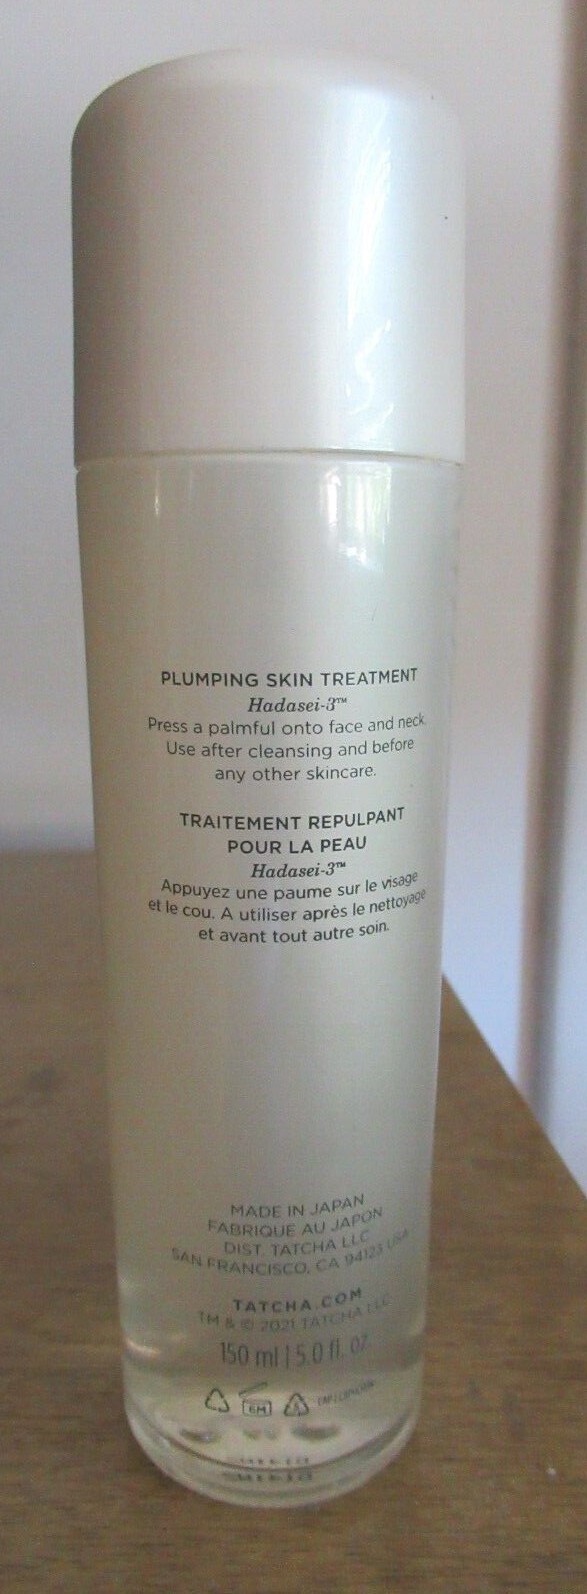 PLUMPING SKIN TREATMENT
Hadasei-3™
Press a palmful onto face and neck.
Use after cleansing and before
any other skincare.
TRAITEMENT REPULPANT
POUR LA PEAU
Hadasei-3™
Appuyez une paume sur le visage
et le cou. A utiliser après le nettoyage
et avant tout autre soin.
MADE IN JAPAN
FABRIQUE AU JAPON
DIST. TATCHA LLC
SAN FRANCISCO, CA 94123 USA
TATCHA.COM
TM & © 2021 TATCHA LLC
150 ml | 5.0 fl. oz
6M